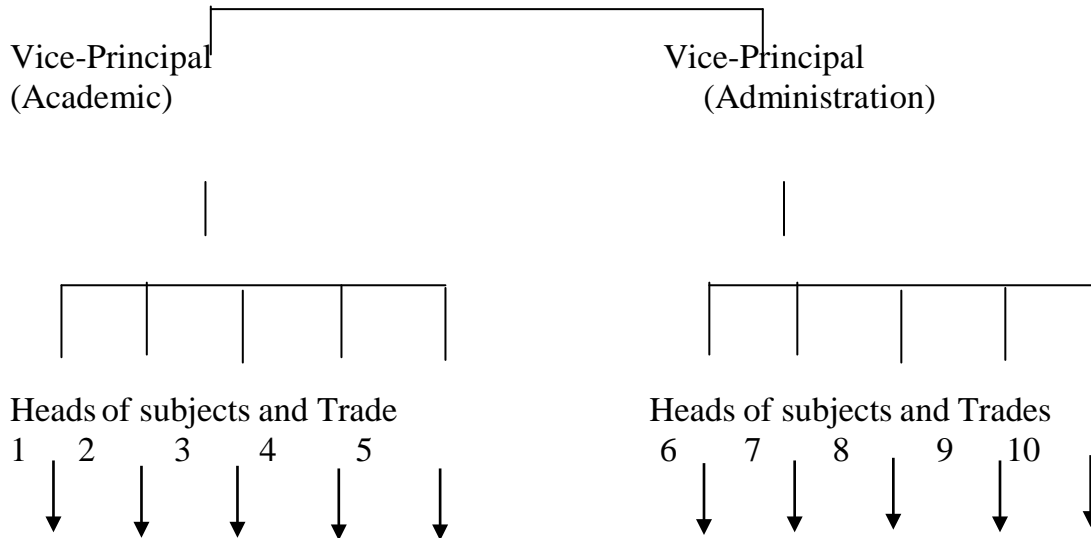 Vice-Principal Vice-Principal
(Academic) (Administration)
Heads of subjects and Trade Heads of subjects and Trades
1 2 3 4 5 6 7 8 9 10